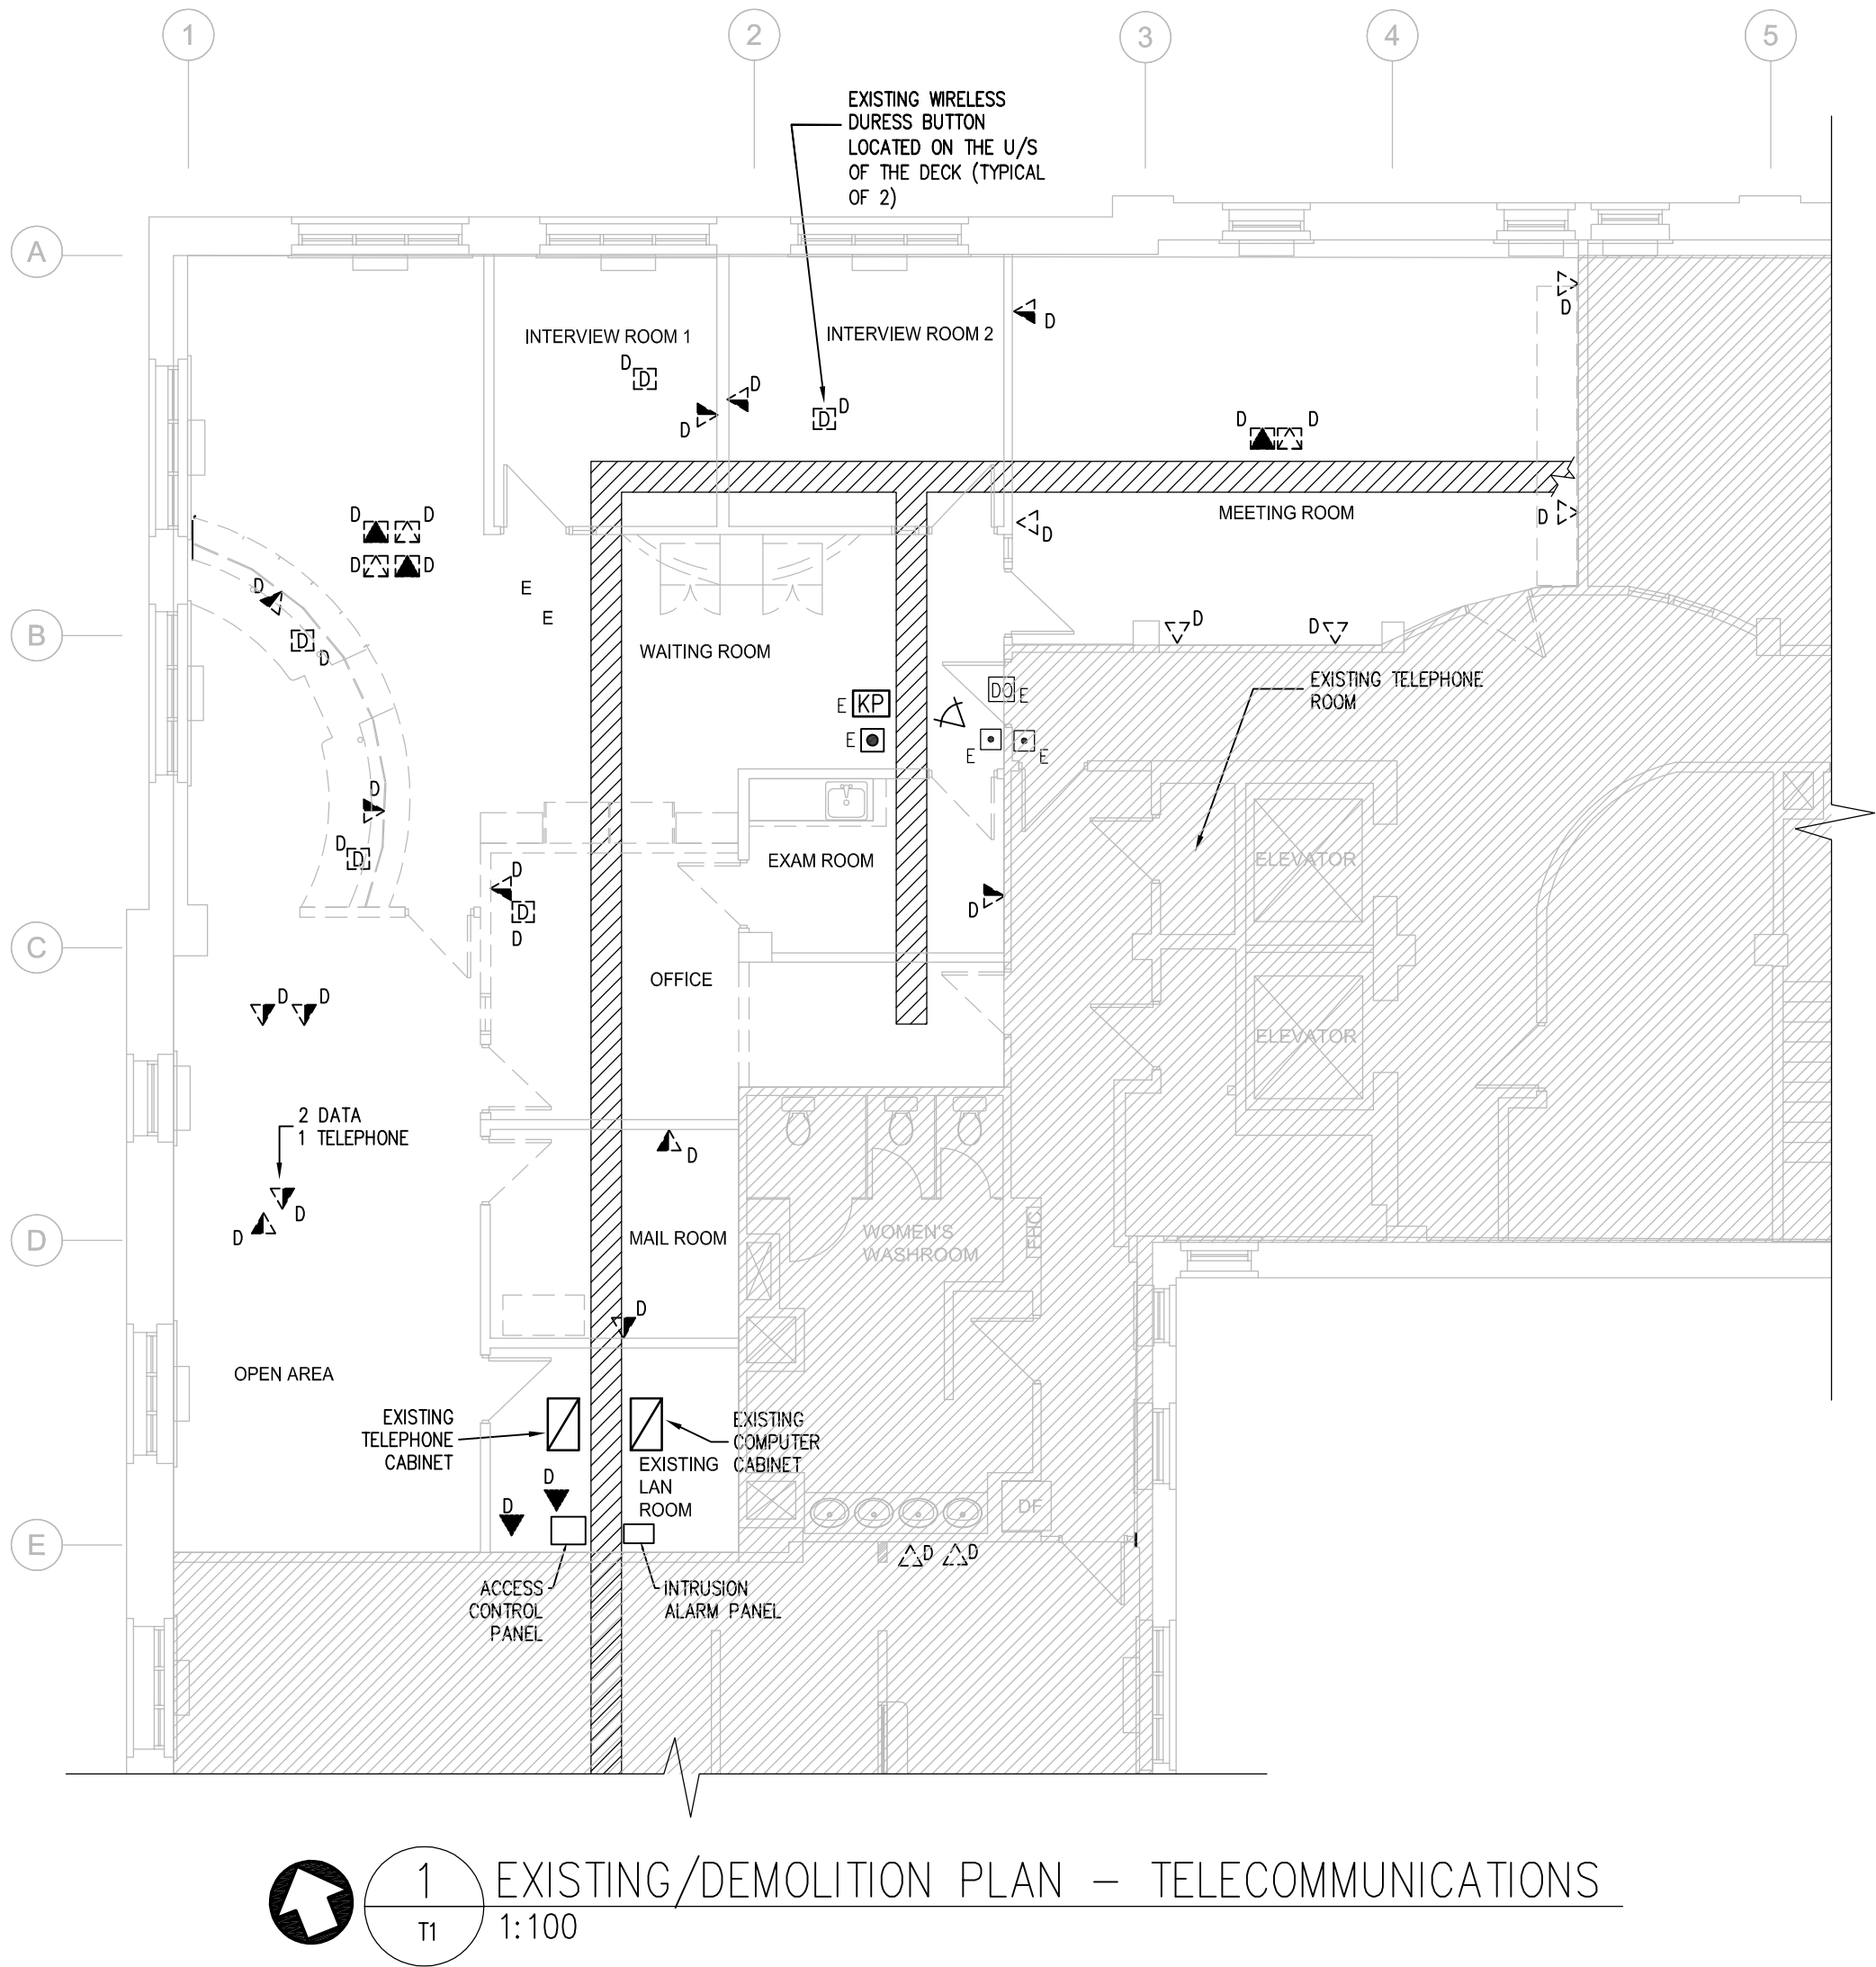 1
2
3
4
5
EXISTING WIRELESS
DURESS BUTTON
LOCATED ON THE U/S
OF THE DECK (TYPICAL
OF 2)
A
D
D
INTERVIEW ROOM 1
INTERVIEW ROOM 2
D
D
D
D
D
D
D
D
D
D
D
MEETING ROOM
D
D
D
D
D
E
D
E
D
D
B
D
D
WAITING ROOM
EXISTING TELEPHONE
ROOM
DO
E
E
KP
E
E
E
D
D
D
EXAM ROOM
ELEVATOR
D
D
D
D
C
OFFICE
D
D
ELEVATOR
2 DATA
1 TELEPHONE
D
D
D
D
MAIL ROOM
WOMEN'S
WASHROOM
FHC
D
OPEN AREA
EXISTING
TELEPHONE
CABINET
EXISTING
COMPUTER
CABINET
EXISTING
LAN
ROOM
D
D
DF
E
D
D
ACCESS
CONTROL
PANEL
INTRUSION
ALARM PANEL
1
T1
EXISTING/DEMOLITION PLAN – TELECOMMUNICATIONS
1:100